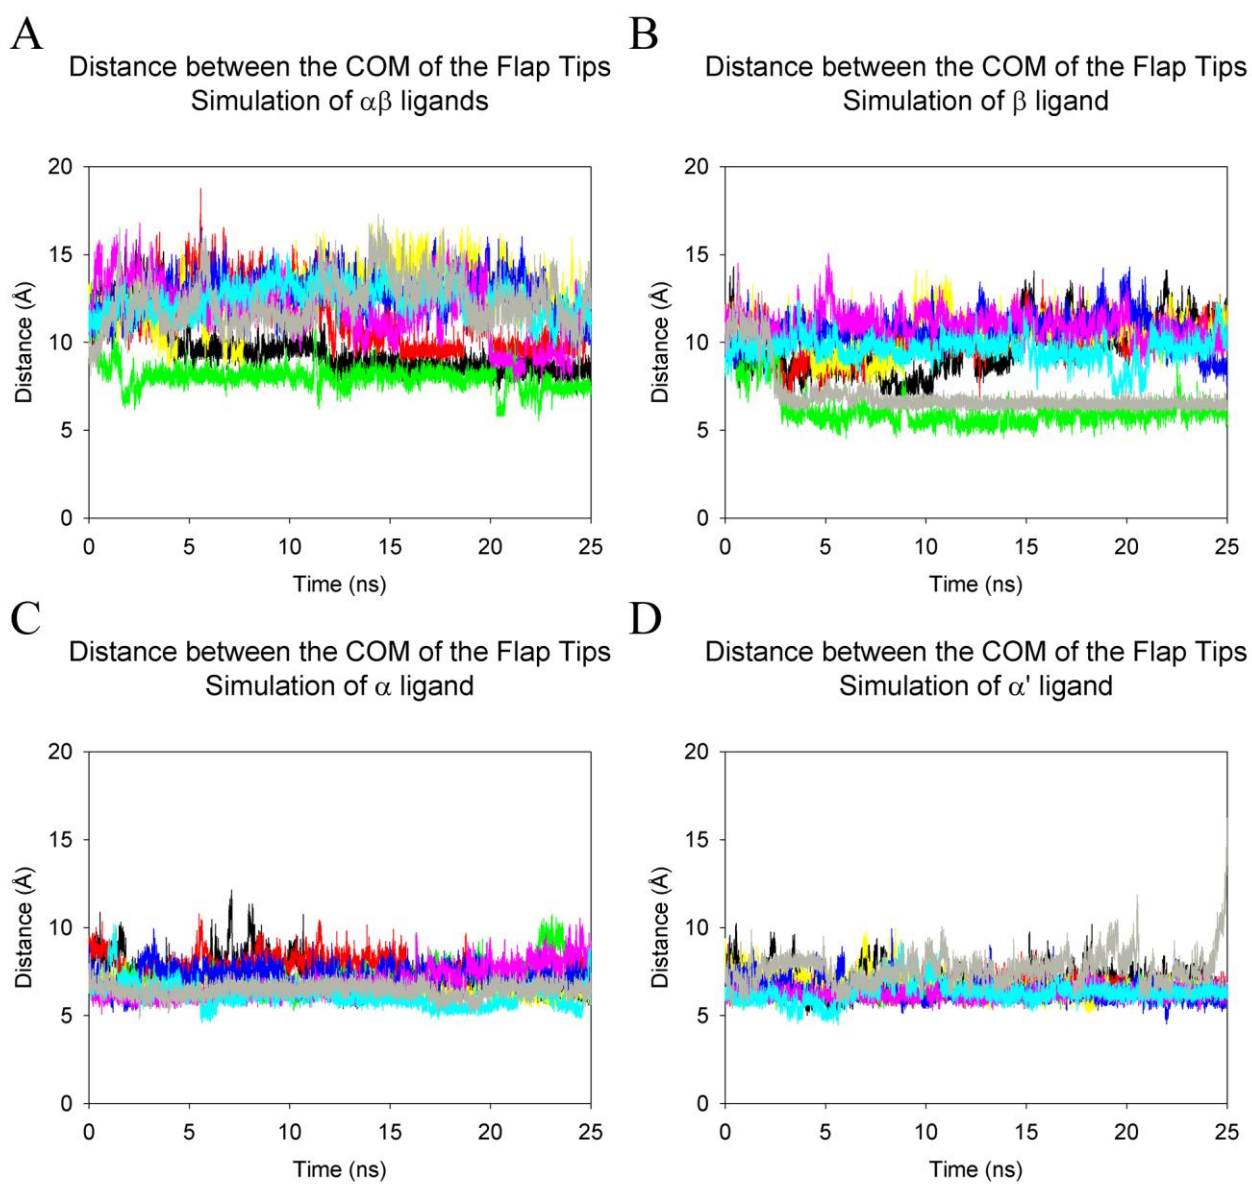 A
Distance between the COM of the Flap Tips
Simulation of αβ ligands
20
15
10
5
0
Distance (Å)
0 5 10 15 20 25
Time (ns)
B
Distance between the COM of the Flap Tips
Simulation of β ligand
20
15
10
5
0
Distance (Å)
0 5 10 15 20 25
Time (ns)
C
Distance between the COM of the Flap Tips
Simulation of α ligand
20
15
10
5
0
Distance (Å)
0 5 10 15 20 25
Time (ns)
D
Distance between the COM of the Flap Tips
Simulation of α' ligand
20
15
10
5
0
Distance (Å)
0 5 10 15 20 25
Time (ns)